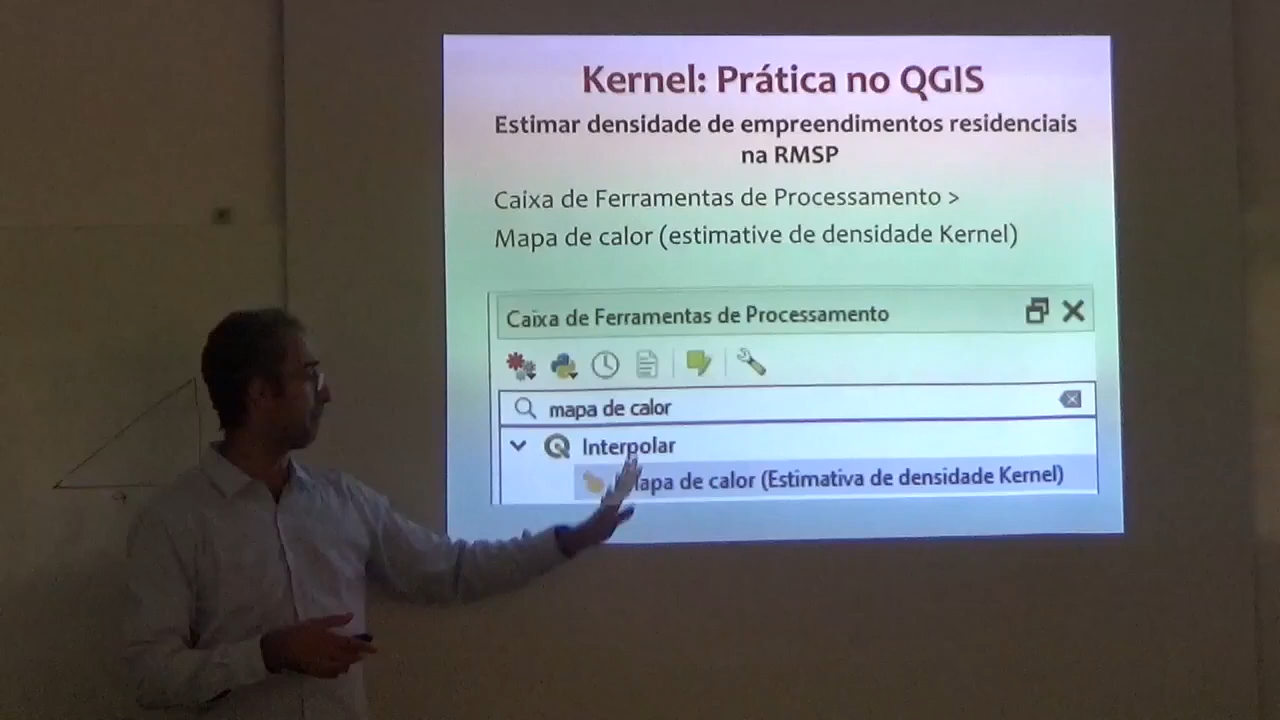 Kernel: Prática no QGIS
Estimar densidade de empreendimentos residenciais
na RMSP
Caixa de Ferramentas de Processamento >
Mapa de calor (estimative de densidade Kernel)
Caixa de Ferramentas de Processamento
mapa de calor
Interpolar
Mapa de calor (Estimativa de densidade Kernel)